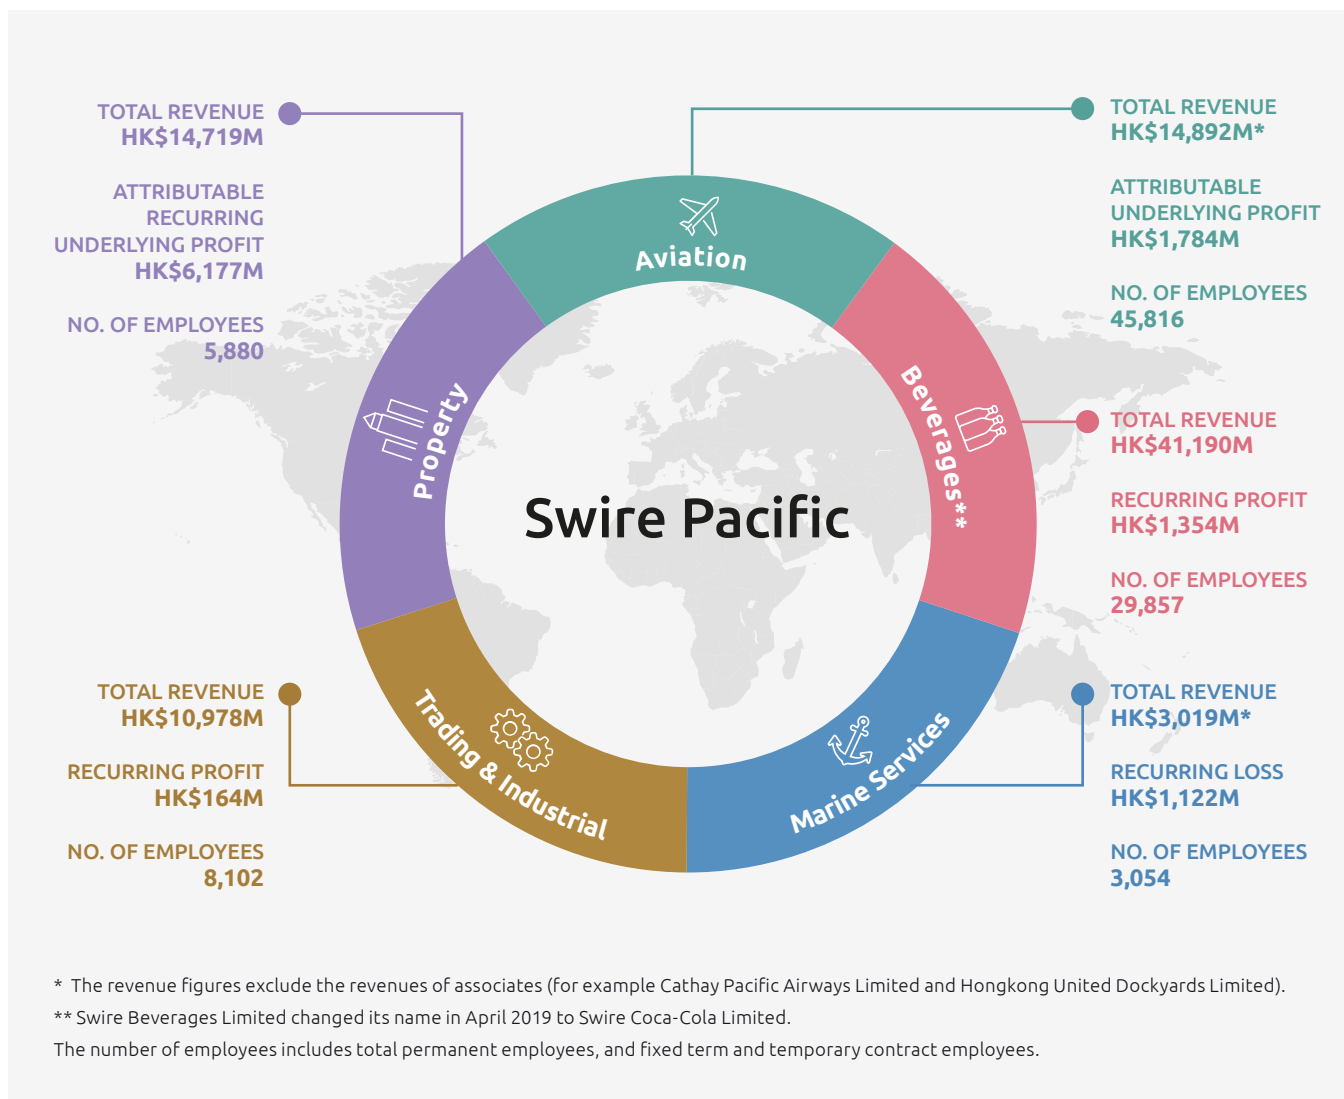 TOTAL REVENUE
HK$14,719M
ATTRIBUTABLE
RECURRING
UNDERLYING PROFIT
HK$6,177M
NO. OF EMPLOYEES
5,880
TOTAL REVENUE
HK$14,892M*
ATTRIBUTABLE
UNDERLYING PROFIT
HK$1,784M
NO. OF EMPLOYEES
45,816
Aviation
Property
Beverages**
Swire Pacific
TOTAL REVENUE
HK$41,190M
RECURRING PROFIT
HK$1,354M
NO. OF EMPLOYEES
29,857
TOTAL REVENUE
HK$10,978M
RECURRING PROFIT
HK$164M
NO. OF EMPLOYEES
8,102
Trading & Industrial
Marine Services
TOTAL REVENUE
HK$3,019M*
RECURRING LOSS
HK$1,122M
NO. OF EMPLOYEES
3,054
* The revenue figures exclude the revenues of associates (for example Cathay Pacific Airways Limited and Hongkong United Dockyards Limited).
** Swire Beverages Limited changed its name in April 2019 to Swire Coca-Cola Limited.
The number of employees includes total permanent employees, and fixed term and temporary contract employees.